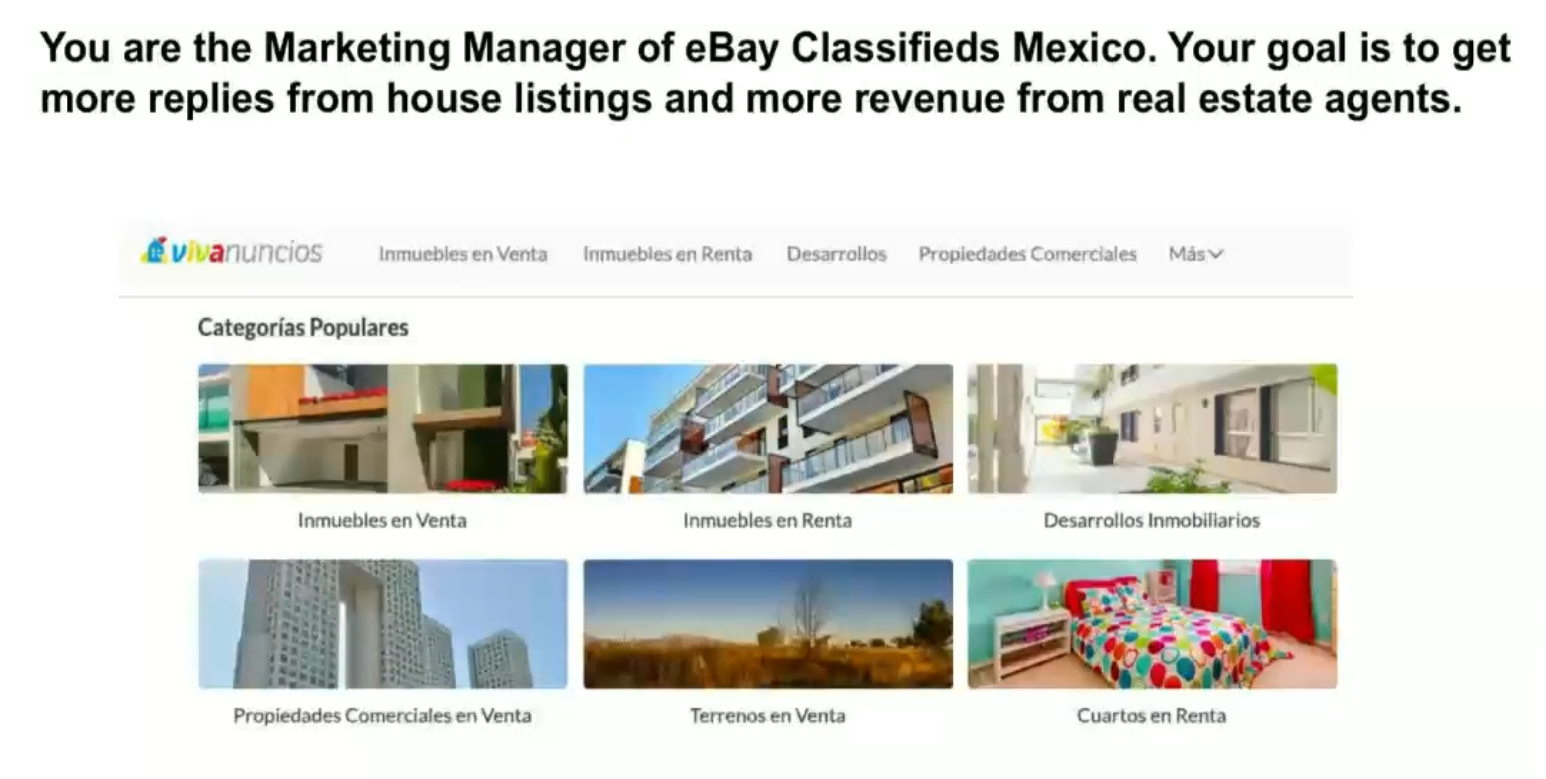 You are the Marketing Manager of eBay Classifieds Mexico. Your goal is to get
more replies from house listings and more revenue from real estate agents.
vivanuncios Inmuebles en Venta Inmuebles en Renta Desarrollos Propiedades Comerciales Más
Categorías Populares
Inmuebles en Venta Inmuebles en Renta Desarrollos Inmobiliarios
Propiedades Comerciales en Venta Terrenos en Venta Cuartos en Renta